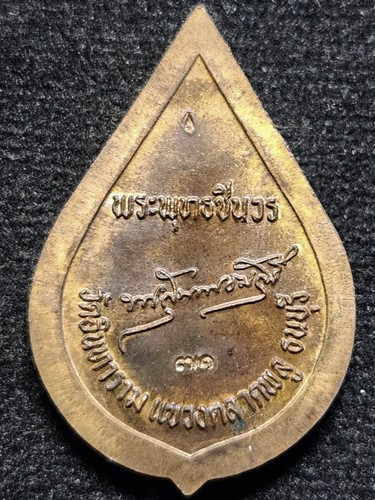 พระพุทธชินวร
๗๑
วัดอินทาราม แขวงตลาดพลู ธนบุรี